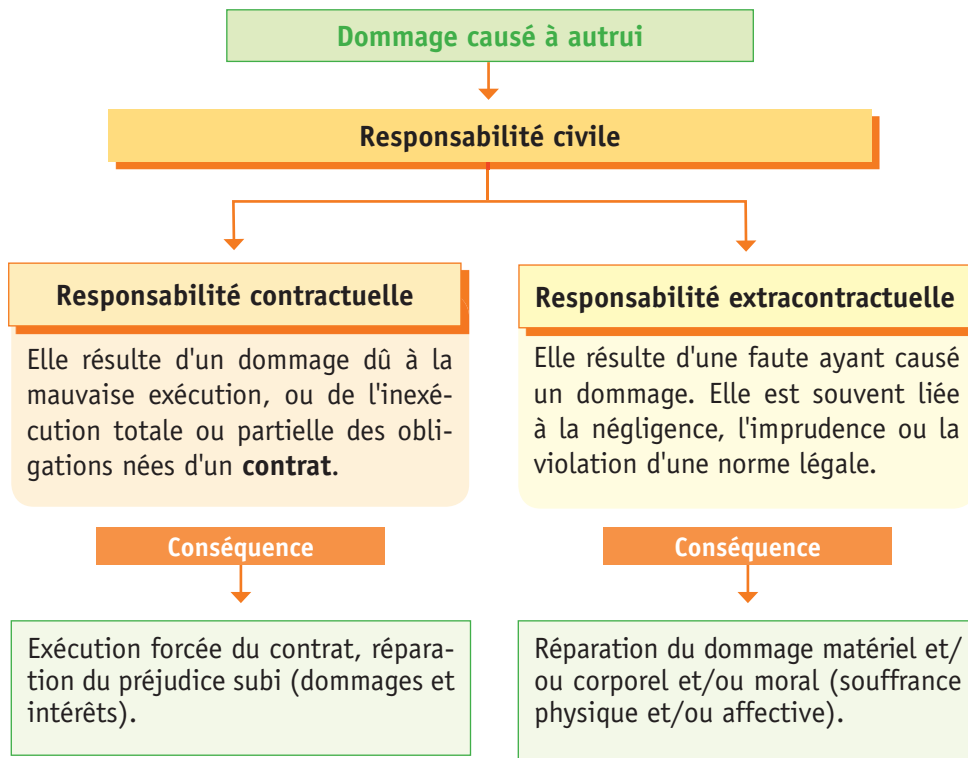 Dommage causé à autrui
Responsabilité civile
Responsabilité contractuelle
Elle résulte d'un dommage dû à la
mauvaise exécution, ou de l'inexé-
cution totale ou partielle des obli-
gations nées d'un contrat.
Conséquence
Exécution forcée du contrat, répara-
tion du préjudice subi (dommages et
intérêts).
Responsabilité extracontractuelle
Elle résulte d'une faute ayant causé
un dommage. Elle est souvent liée
à la négligence, l'imprudence ou la
violation d'une norme légale.
Conséquence
Réparation du dommage matériel et/
ou corporel et/ou moral (souffrance
physique et/ou affective).